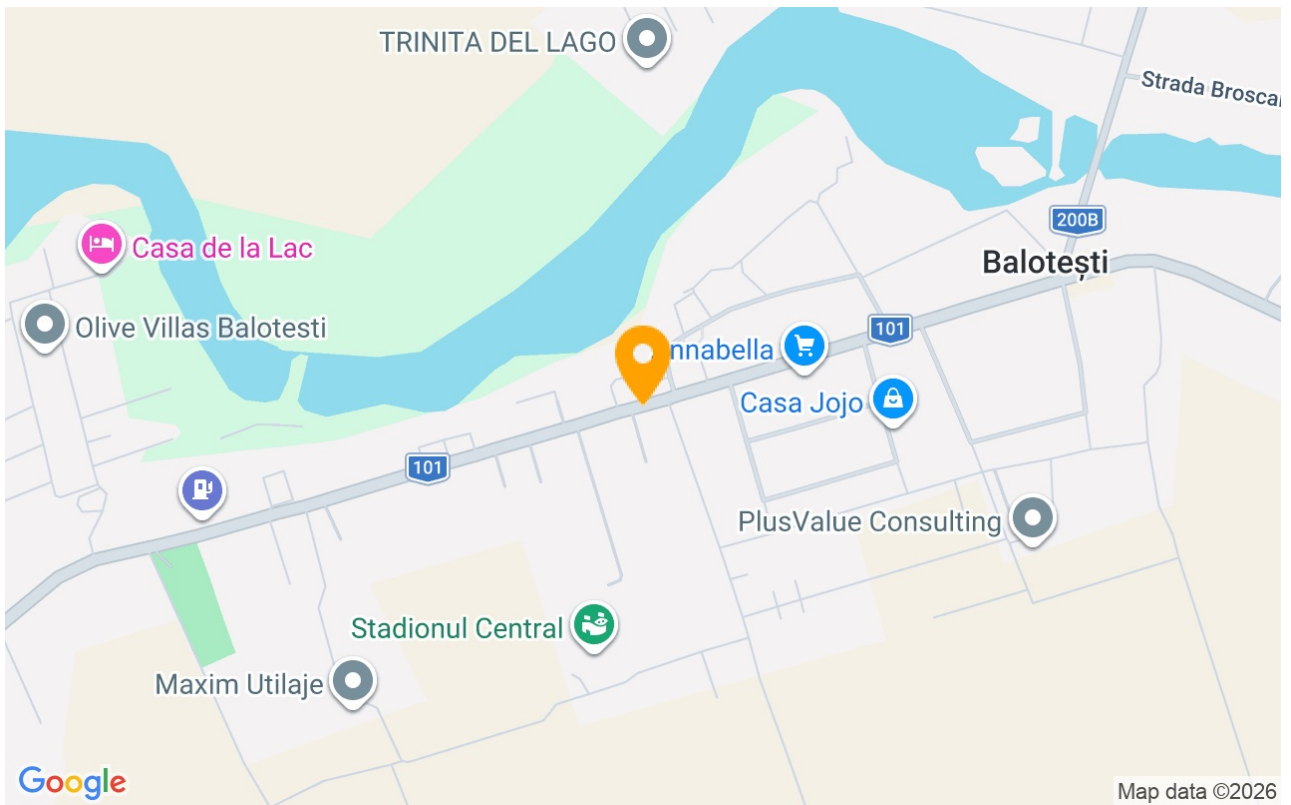 TRINITA DEL LAGO
Strada Brosca
200B
Casa de la Lac
Balotești
Olive Villas Balotesti
101
nnabella
Casa Jojo
101
PlusValue Consulting
Stadionul Central
Maxim Utilaje
Google
Map data ©2026